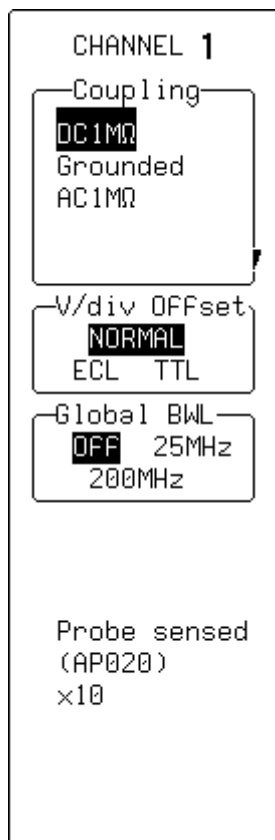 CHANNEL 1
Coupling
DC1MΩ
Grounded
AC1MΩ
V/div OFFset
NORMAL
ECL TTL
Global BWL
OFF 25MHz
200MHz
Probe sensed
(AP020)
×10